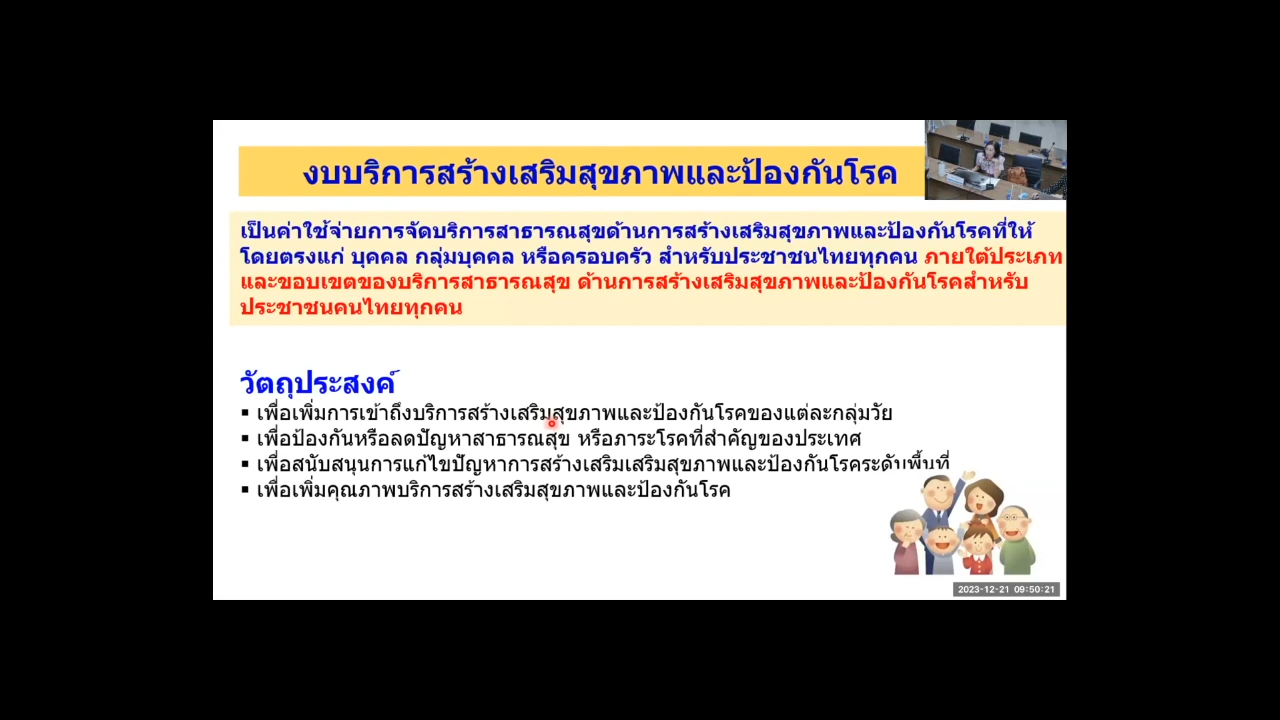 งบบริการสร้างเสริมสุขภาพและป้องกันโรค
เป็นค่าใช้จ่ายการจัดบริการสาธารณสุขด้านการสร้างเสริมสุขภาพและป้องกันโรคที่ให้
โดยตรงแก่ บุคคล กลุ่มบุคคล หรือครอบครัว สำหรับประชาชนไทยทุกคน ภายใต้ประเภท
และขอบเขตของบริการสาธารณสุข ด้านการสร้างเสริมสุขภาพและป้องกันโรคสำหรับ
ประชาชนคนไทยทุกคน
วัตถุประสงค์
▪ เพื่อเพิ่มการเข้าถึงบริการสร้างเสริมสุขภาพและป้องกันโรคของแต่ละกลุ่มวัย
▪ เพื่อป้องกันหรือลดปัญหาสาธารณสุข หรือภาระโรคที่สำคัญของประเทศ
▪ เพื่อสนับสนุนการแก้ไขปัญหาการสร้างเสริมเสริมสุขภาพและป้องกันโรคระดับพื้นที่
▪ เพื่อเพิ่มคุณภาพบริการสร้างเสริมสุขภาพและป้องกันโรค
2023-12-21 09:50:21